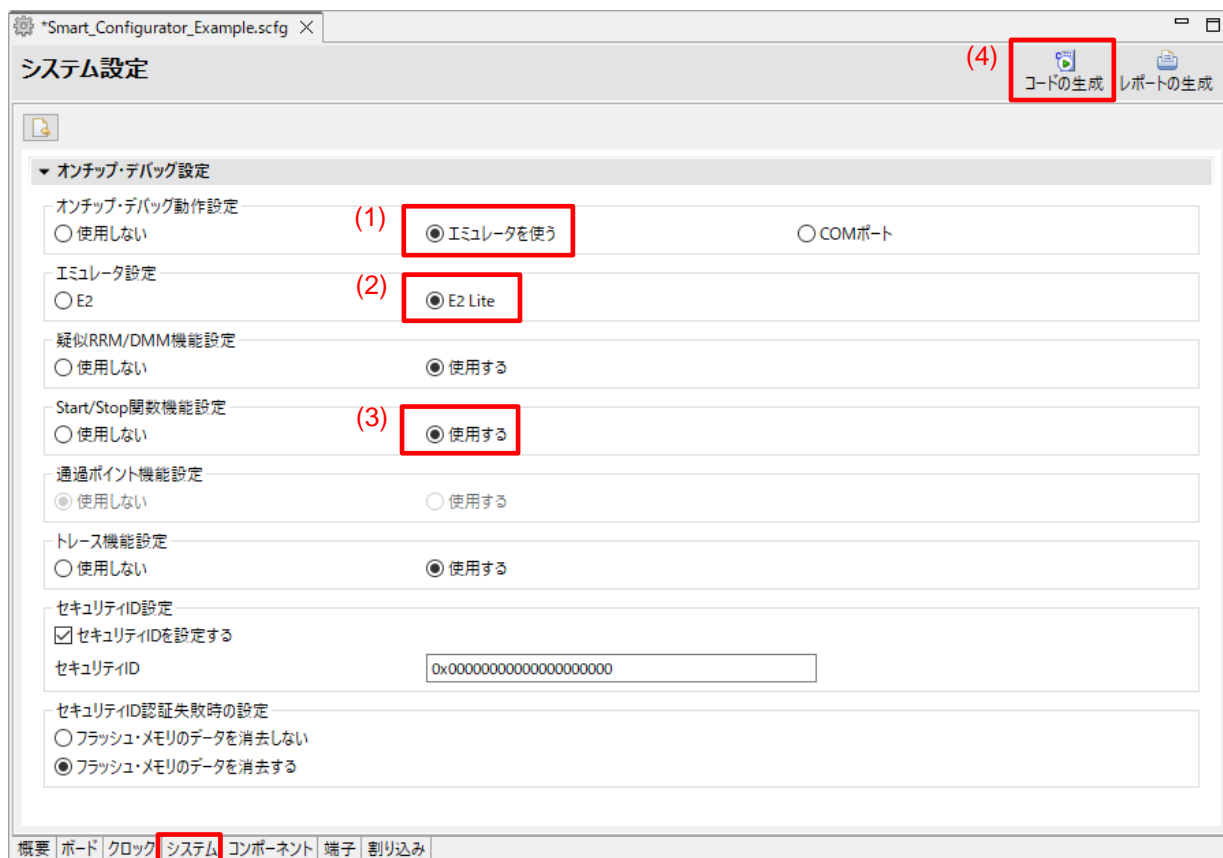 *Smart_Configurator_Example.scfg
システム設定
(4)
コードの生成 レポートの生成
オンチップ・デバッグ設定
オンチップ・デバッグ動作設定
(1)
使用しない エミュレータを使う COMポート
エミュレータ設定
(2)
E2 E2 Lite
疑似RRM/DMM機能設定
使用しない 使用する
Start/Stop関数機能設定
(3)
使用しない 使用する
通過ポイント機能設定
使用しない 使用する
トレース機能設定
使用しない 使用する
セキュリティID設定
セキュリティIDを設定する
セキュリティID 0x00000000000000000000
セキュリティID認証失敗時の設定
フラッシュ・メモリのデータを消去しない
フラッシュ・メモリのデータを消去する
概要 ボード クロック システム コンポーネント 端子 割り込み